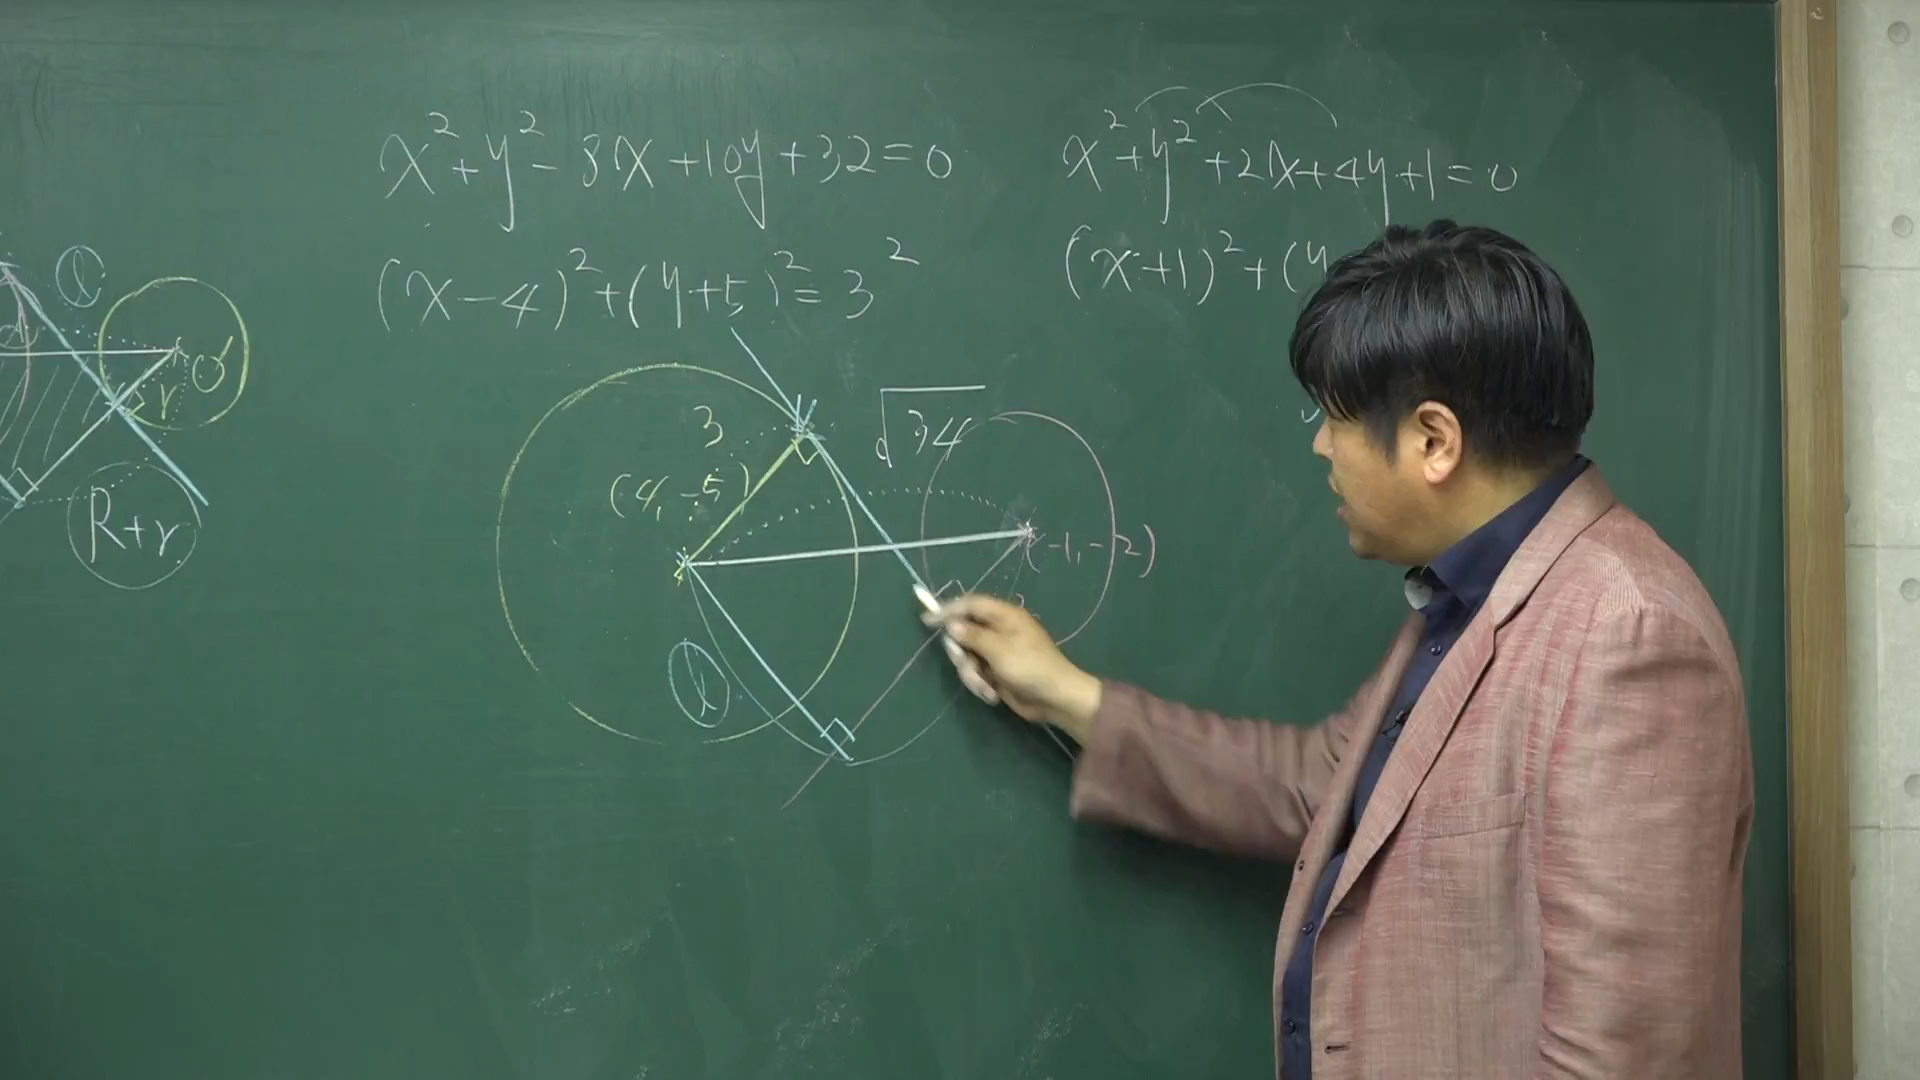 x²+y²-8x+10y+32=0
(x-4)²+(y+5)²=3²
x²+y²+2x+4y+1=0
(x+1)²+(y
l
d
r
O'
R+r
3
√34
(4,-5)
(-1,-2)
l